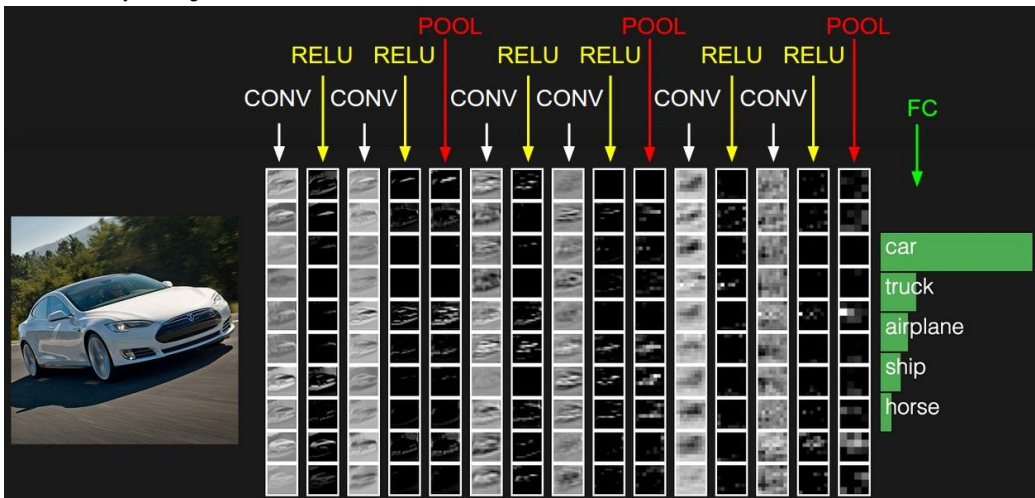 POOL POOL POOL
RELU RELU RELU RELU RELU RELU
CONV CONV CONV CONV CONV CONV
FC
car
truck
airplane
ship
horse